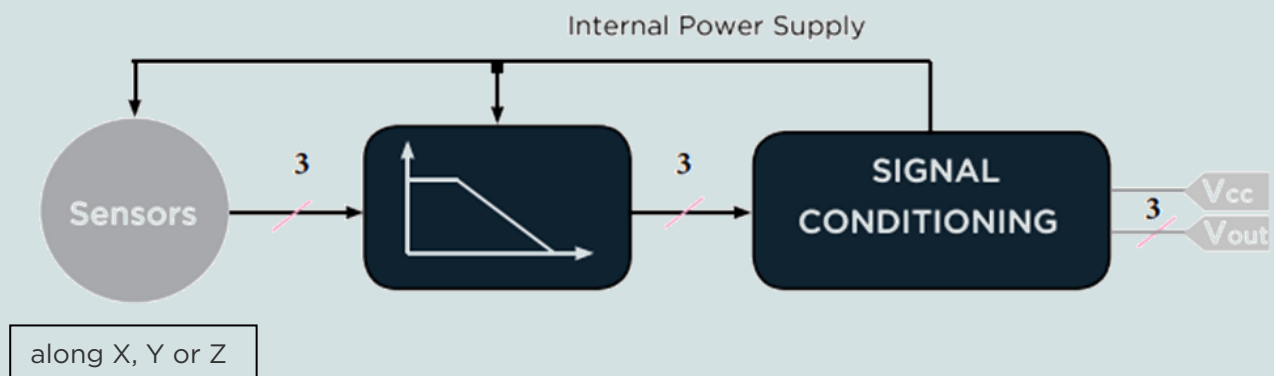 Internal Power Supply
3
3
SIGNAL
CONDITIONING
Sensors
3
Vcc
Vout
along X, Y or Z